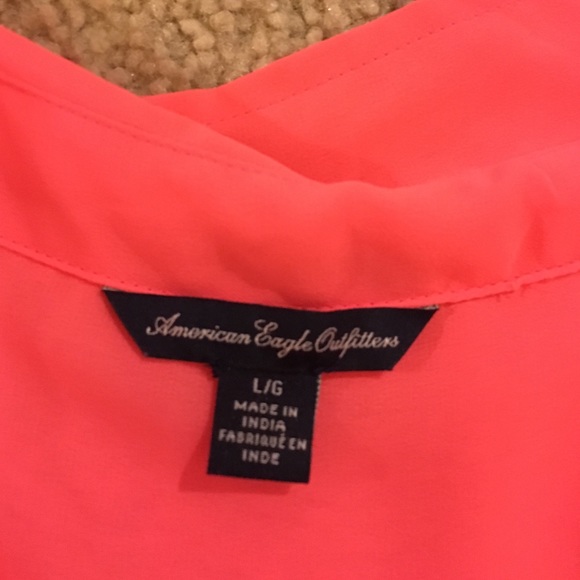 American Eagle Outfitters
L/G
MADE IN
INDIA
FABRIQUÉ EN
INDE